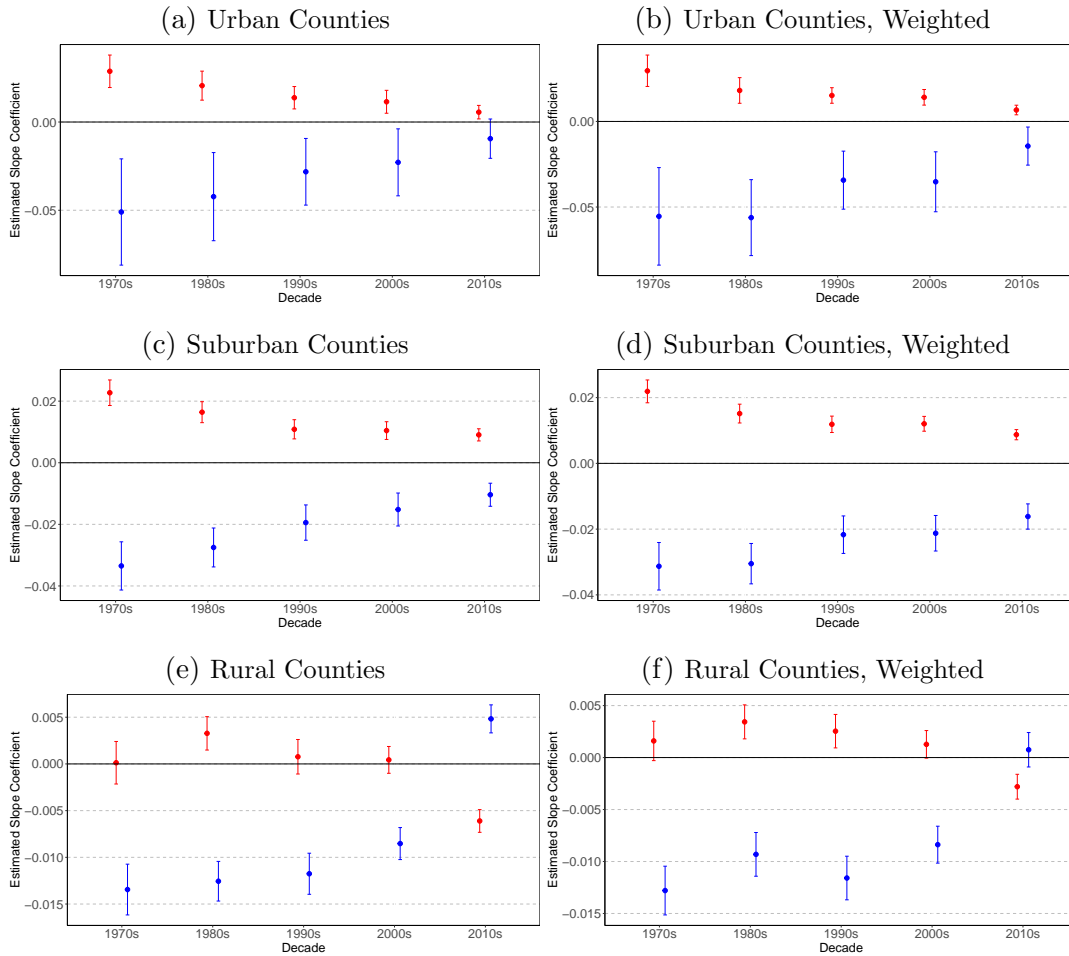 (a) Urban Counties
Estimated Slope Coefficient
0.00
−0.05
1970s 1980s 1990s 2000s 2010s
Decade
(b) Urban Counties, Weighted
Estimated Slope Coefficient
0.00
−0.05
1970s 1980s 1990s 2000s 2010s
Decade
(c) Suburban Counties
Estimated Slope Coefficient
0.02
0.00
−0.02
−0.04
1970s 1980s 1990s 2000s 2010s
Decade
(d) Suburban Counties, Weighted
Estimated Slope Coefficient
0.02
0.00
−0.02
−0.04
1970s 1980s 1990s 2000s 2010s
Decade
(e) Rural Counties
Estimated Slope Coefficient
0.005
0.000
−0.005
−0.010
−0.015
1970s 1980s 1990s 2000s 2010s
Decade
(f) Rural Counties, Weighted
Estimated Slope Coefficient
0.005
0.000
−0.005
−0.010
−0.015
1970s 1980s 1990s 2000s 2010s
Decade